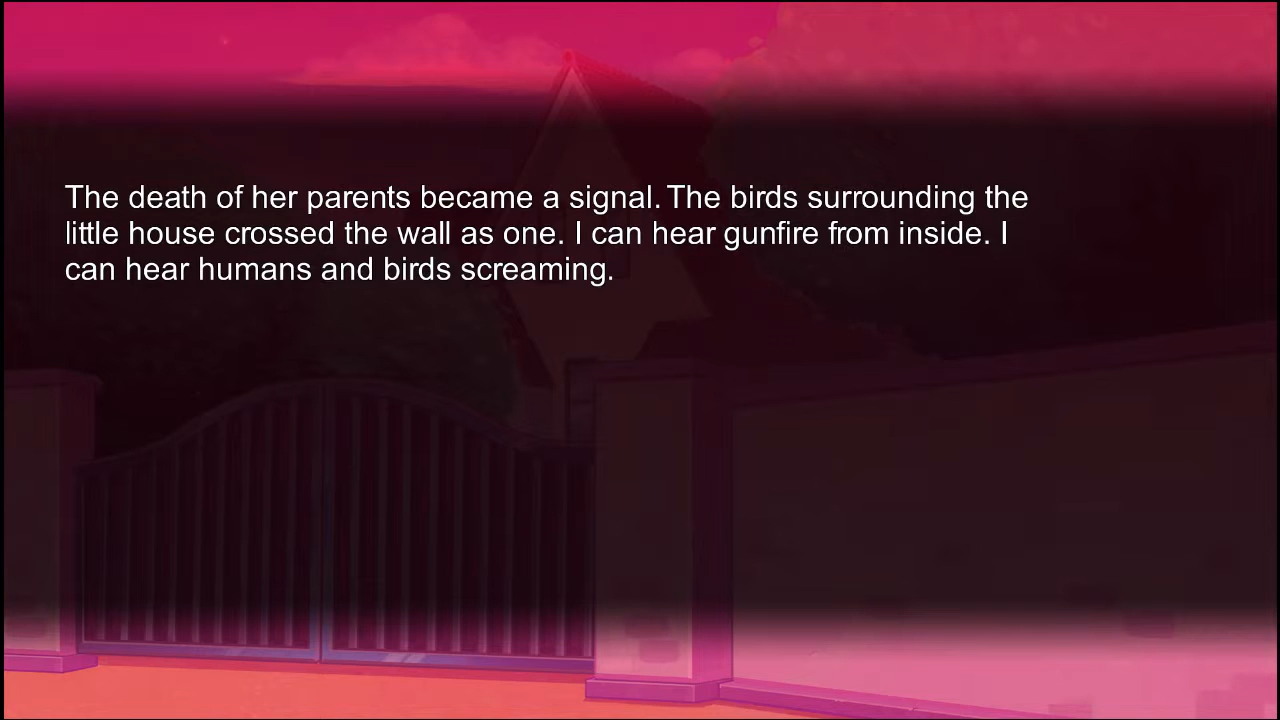 The death of her parents became a signal. The birds surrounding the
little house crossed the wall as one. I can hear gunfire from inside. I
can hear humans and birds screaming.